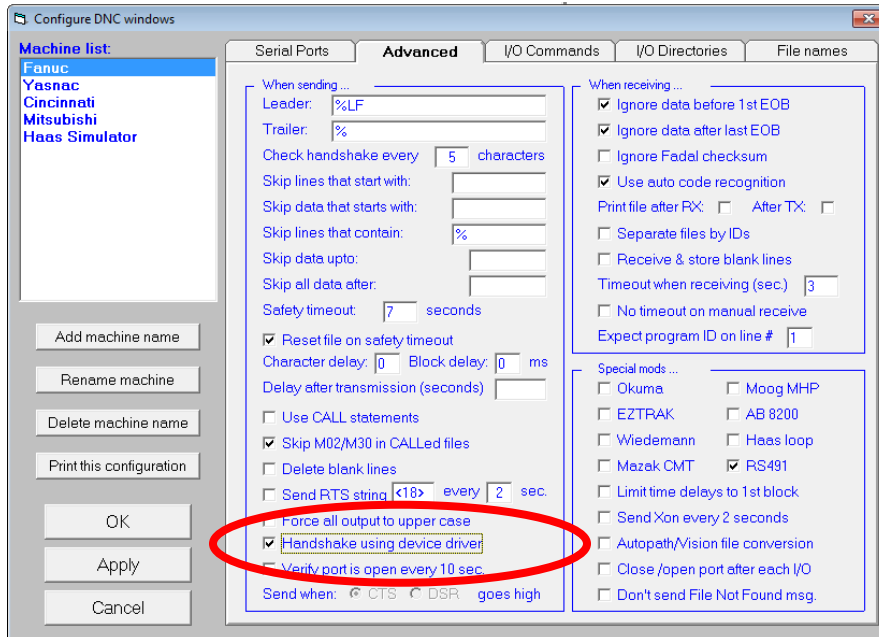 Configure DNC windows
Machine list:
Fanuc
Yasnac
Cincinnati
Mitsubishi
Haas Simulator
Add machine name
Rename machine
Delete machine name
Print this configuration
OK
Apply
Cancel
Serial Ports
Advanced
I/O Commands
I/O Directories
File names
When sending ...
Leader: %LF
Trailer: %
Check handshake every 5 characters
Skip lines that start with:
Skip data that starts with:
Skip lines that contain: %
Skip data upto:
Skip all data after:
Safety timeout: 7 seconds
Reset file on safety timeout
Character delay: 0 Block delay: 0 ms
Delay after transmission (seconds)
Use CALL statements
Skip M02/M30 in CALLed files
Delete blank lines
Send RTS string <18> every 2 sec.
Force all output to upper case
Handshake using device driver
Verify port is open every 10 sec.
Send when: CTS DSR goes high
When receiving ...
Ignore data before 1st EOB
Ignore data after last EOB
Ignore Fadal checksum
Use auto code recognition
Print file after RX: After TX:
Separate files by IDs
Receive & store blank lines
Timeout when receiving (sec.) 3
No timeout on manual receive
Expect program ID on line # 1
Special mods ...
Okuma Moog MHP
EZTRAK AB 8200
Wiedemann Haas loop
Mazak CMT RS491
Limit time delays to 1st block
Send Xon every 2 seconds
Autopath/Vision file conversion
Close /open port after each I/O
Don't send File Not Found msg.